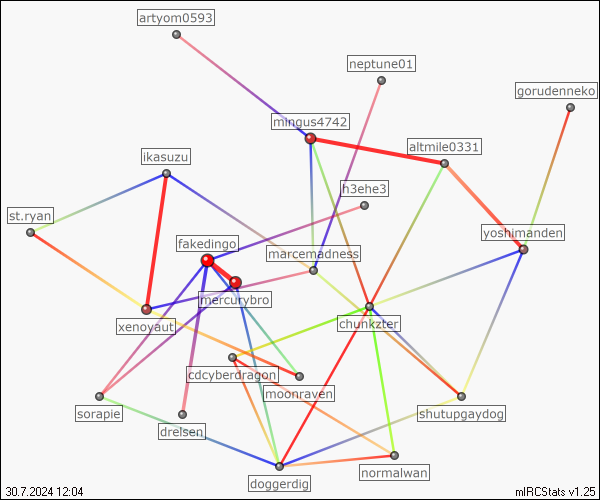 artyom0593
neptune01
gorudenneko
mingus4742
altmile0331
ikasuzu
h3ehe3
st.ryan
yoshimanden
fakedingo
marcemadness
mercurybro
xenoyaut
chunkzter
cdcyberdragon
moonraven
sorapie
dreisen
shutupgaydog
normalwan
doggerdig
30.7.2024 12:04
mIRCStats v1.25